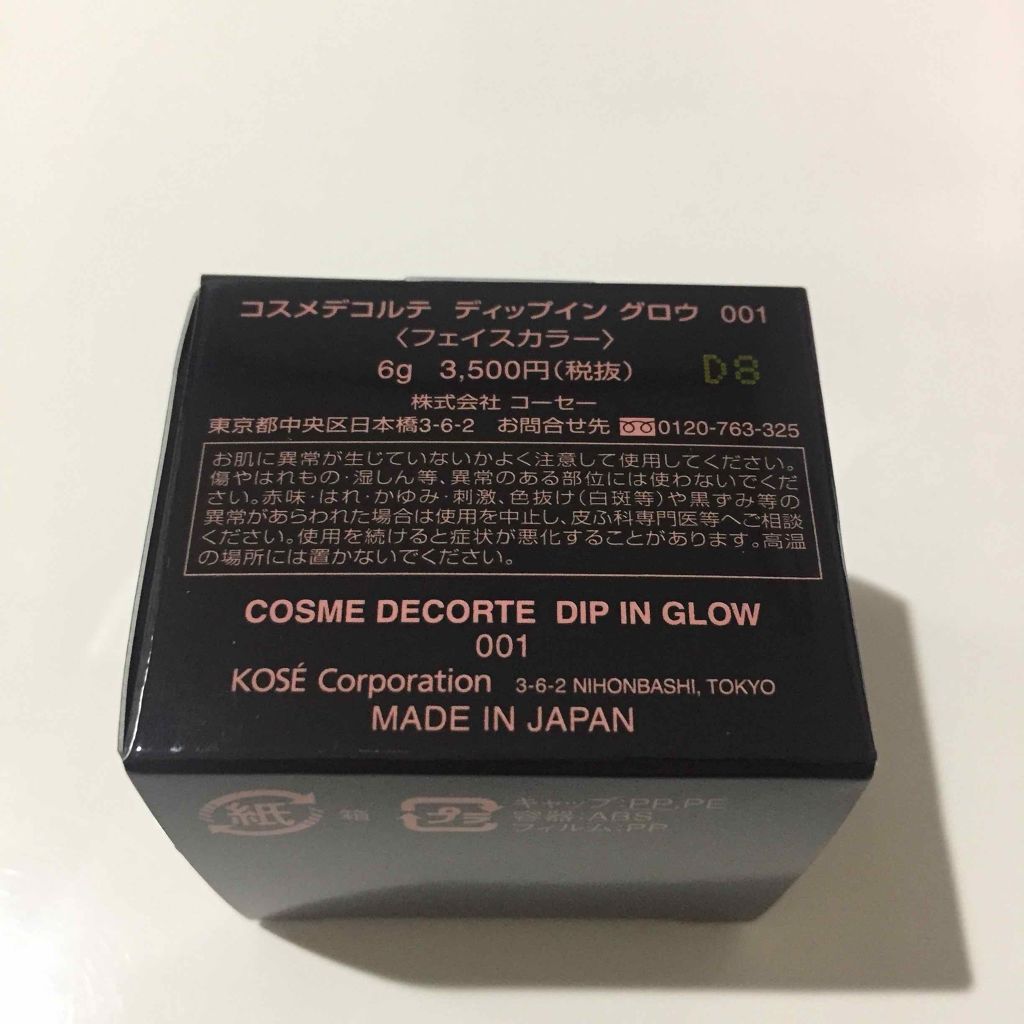 コスメデコルテ ディップイン グロウ 001
〈フェイスカラー〉
6g 3,500円(税抜) D8
株式会社 コーセー
東京都中央区日本橋3-6-2 お問合せ先 0120-763-325
お肌に異常が生じていないかよく注意して使用してください。
傷やはれもの・湿しん等、異常のある部位には使わないでくだ
さい。赤味・はれ・かゆみ・刺激、色抜け(白斑等)や黒ずみ等の
異常があらわれた場合は使用を中止し、皮ふ科専門医等へご相談
ください。使用を続けると症状が悪化することがあります。高温
の場所には置かないでください。
COSME DECORTE DIP IN GLOW
001
KOSÉ Corporation 3-6-2 NIHONBASHI, TOKYO
MADE IN JAPAN
紙 箱 プラ キャップ:PP,PE
容器:ABS
フィルム:PP